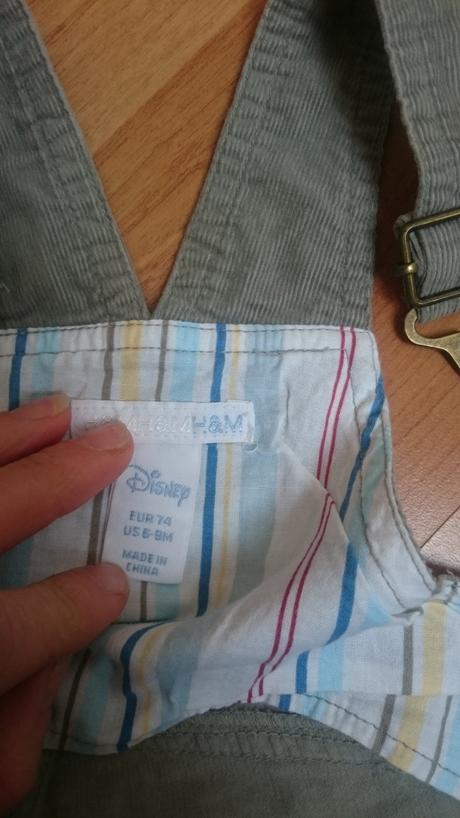 H&M H&M H&M
Disney
EUR 74
US 6-9M
MADE IN
CHINA